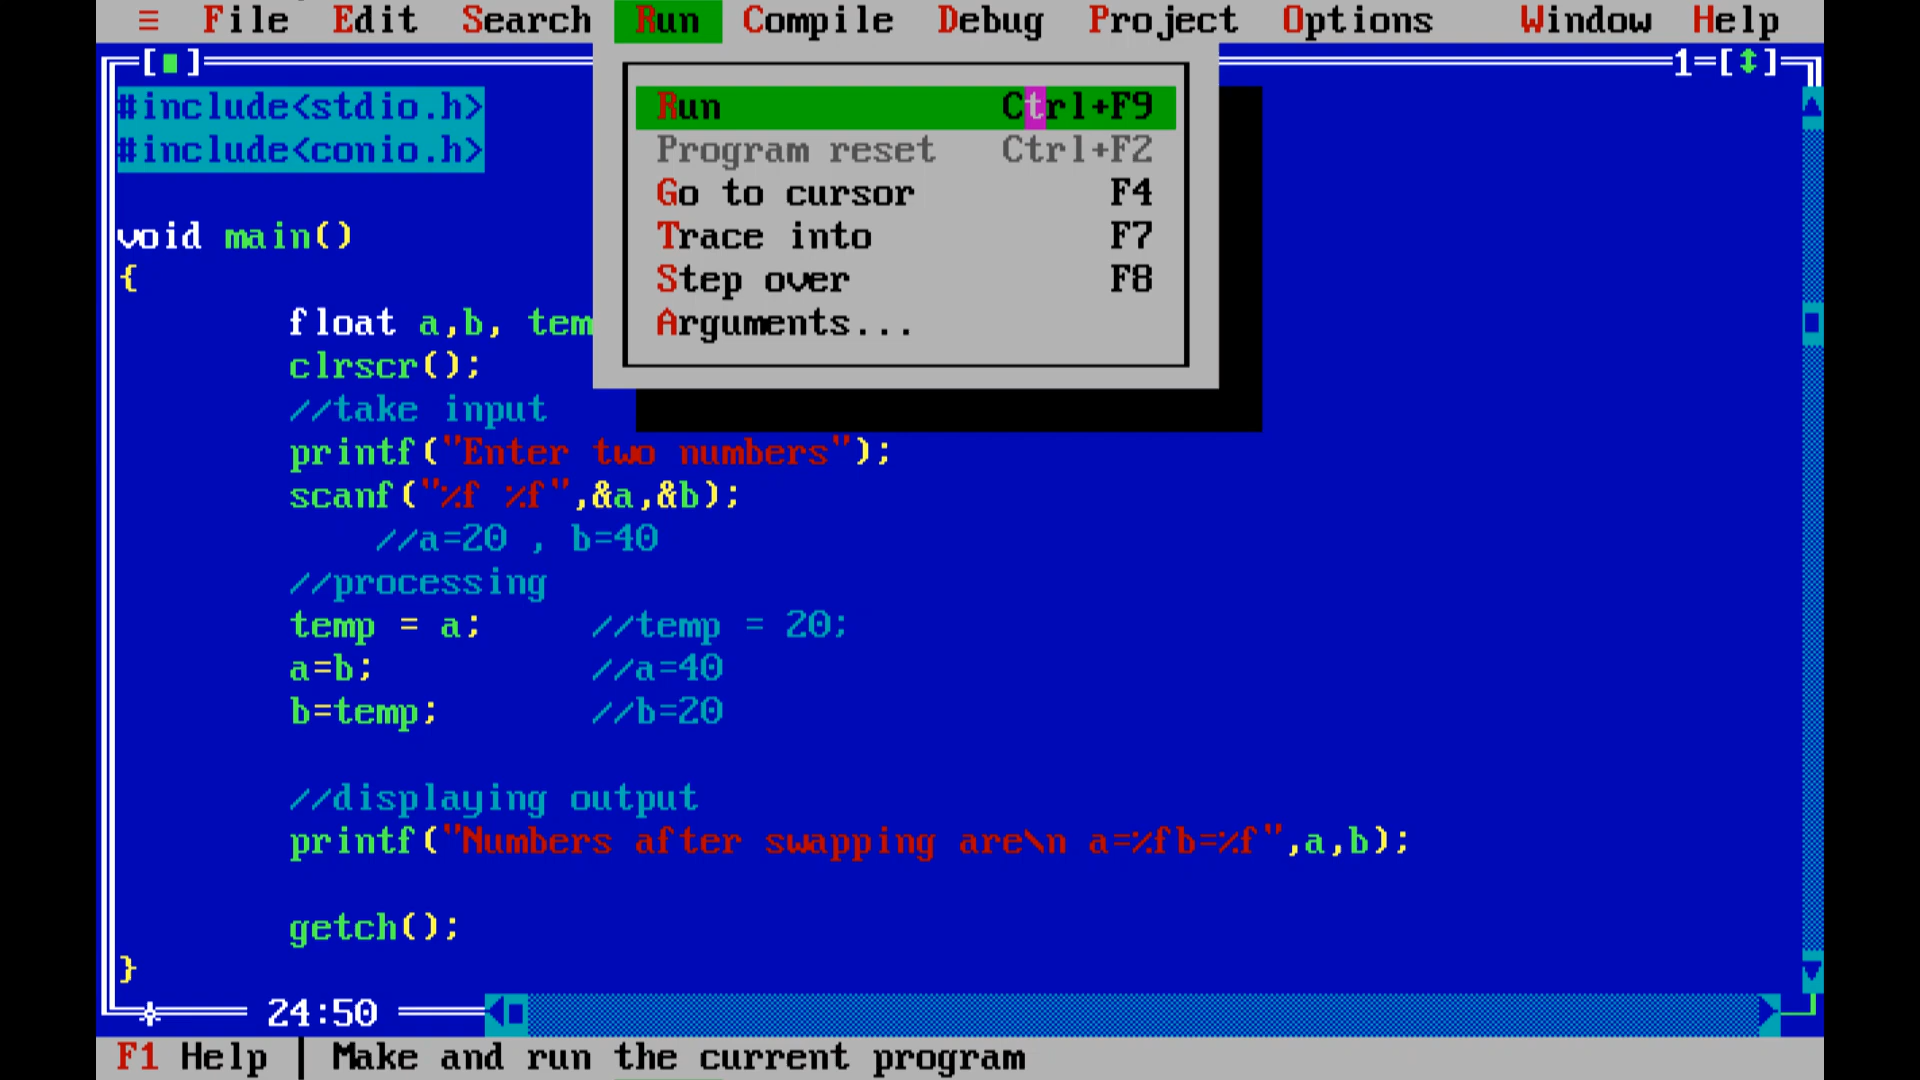 ≡ File Edit Search Run Compile Debug Project Options Window Help
[■] 1=[↕]
Run Ctrl+F9
Program reset Ctrl+F2
Go to cursor F4
Trace into F7
Step over F8
Arguments...
#include<stdio.h>
#include<conio.h>
void main()
{
float a,b, tem
clrscr();
//take input
printf("Enter two numbers");
scanf("%f %f",&a,&b);
//a=20 , b=40
//processing
temp = a; //temp = 20;
a=b; //a=40
b=temp; //b=20
//displaying output
printf("Numbers after swapping are\n a=%fb=%f",a,b);
getch();
}
24:50
F1 Help | Make and run the current program